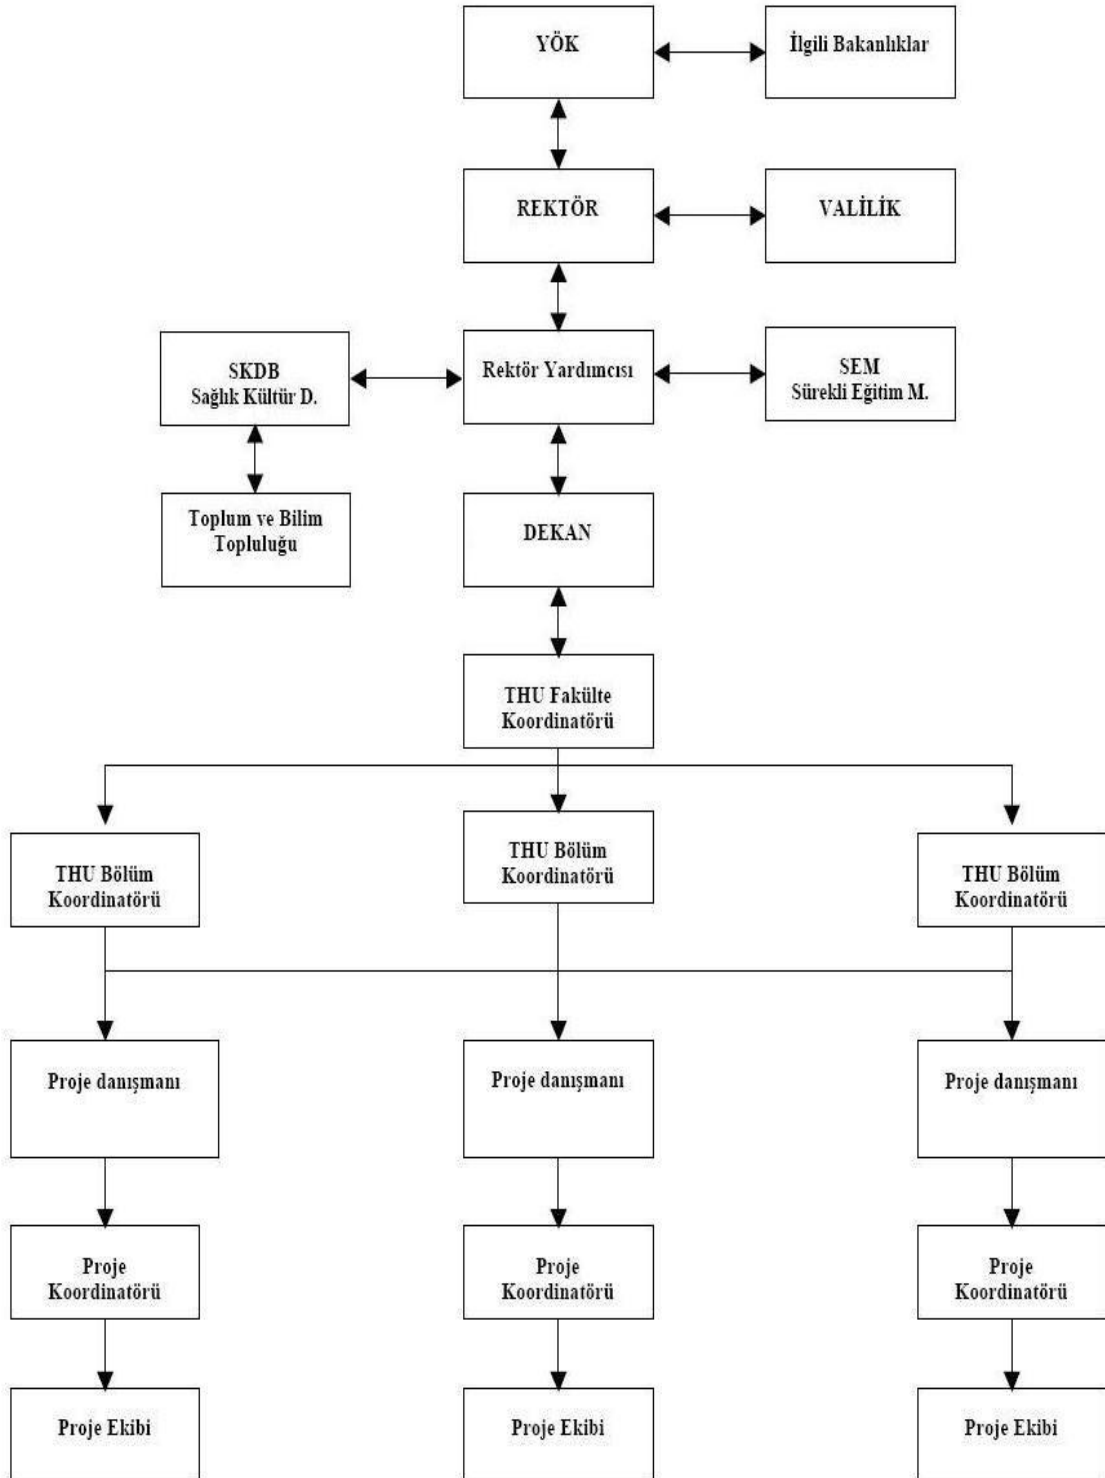 YÖK
İlgili Bakanlıklar
REKTÖR
VALİLİK
SKDB
Sağlık Kültür D.
Rektör Yardımcısı
SEM
Sürekli Eğitim M.
Toplum ve Bilim
Topluluğu
DEKAN
THU Fakülte
Koordinatörü
THU Bölüm
Koordinatörü
THU Bölüm
Koordinatörü
THU Bölüm
Koordinatörü
Proje danışmanı
Proje danışmanı
Proje danışmanı
Proje
Koordinatörü
Proje
Koordinatörü
Proje
Koordinatörü
Proje Ekibi
Proje Ekibi
Proje Ekibi